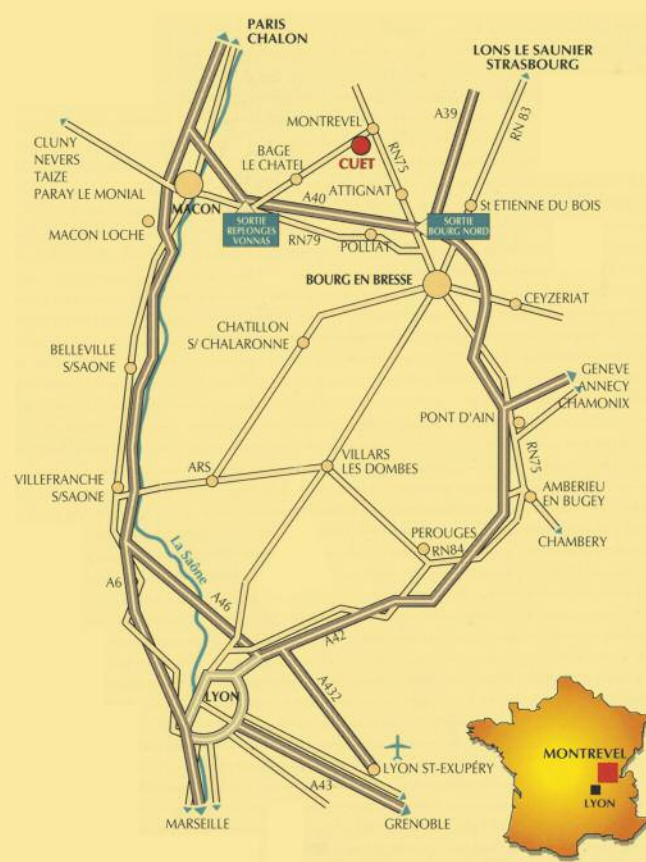 PARIS
CHALON
LONS LE SAUNIER
STRASBOURG
A39
RN 83
MONTREVEL
RN75
CLUNY
NEVERS
TAIZE
PARAY LE MONIAL
BAGE
LE CHATEL
CUET
A40
ATTIGNAT
St ETIENNE DU BOIS
MACON
MACON LOCHE
SORTIE
REPLONGES
VONNAS
SORTIE
BOURG NORD
RN79
POLLIAT
BOURG EN BRESSE
CEYZERIAT
CHATILLON
S/ CHALARONNE
BELLEVILLE
S/SAONE
GENEVE
ANNECY
CHAMONIX
PONT D'AIN
RN75
VILLARS
LES DOMBES
ARS
VILLEFRANCHE
S/SAONE
AMBERIEU
EN BUGEY
PEROUGES
RN84
CHAMBERY
La Saône
A6
A46
A42
A432
LYON
LYON ST-EXUPÉRY
A43
MARSEILLE
GRENOBLE
MONTREVEL
LYON